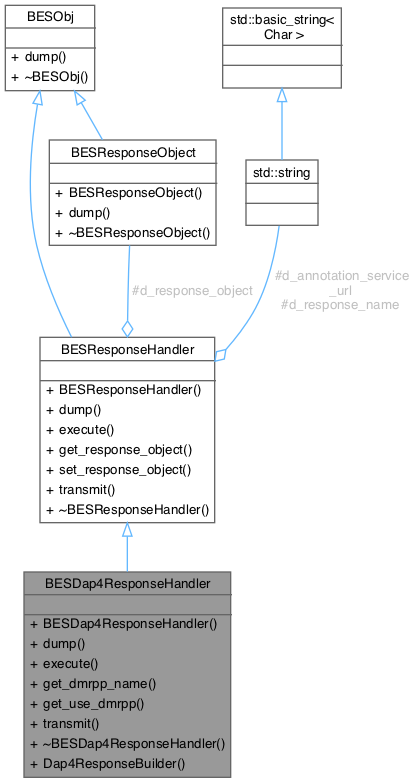 BESObj
+ dump()
+ ~BESObj()
std::basic_string<
Char >
BESResponseObject
+ BESResponseObject()
+ dump()
+ ~BESResponseObject()
std::string
#d_response_object
#d_annotation_service
_url
#d_response_name
BESResponseHandler
+ BESResponseHandler()
+ dump()
+ execute()
+ get_response_object()
+ set_response_object()
+ transmit()
+ ~BESResponseHandler()
BESDap4ResponseHandler
+ BESDap4ResponseHandler()
+ dump()
+ execute()
+ get_dmrpp_name()
+ get_use_dmrpp()
+ transmit()
+ ~BESDap4ResponseHandler()
+ Dap4ResponseBuilder()